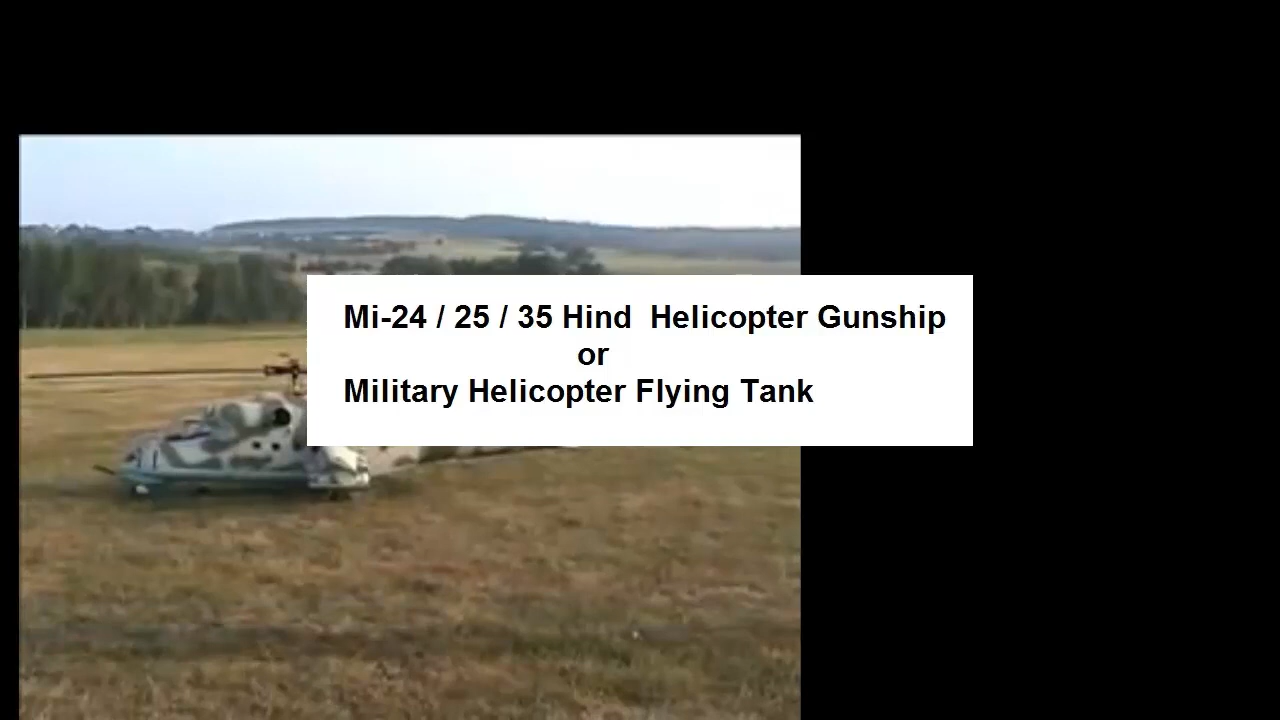 Mi-24 / 25 / 35 Hind  Helicopter Gunship
or
Military Helicopter Flying Tank